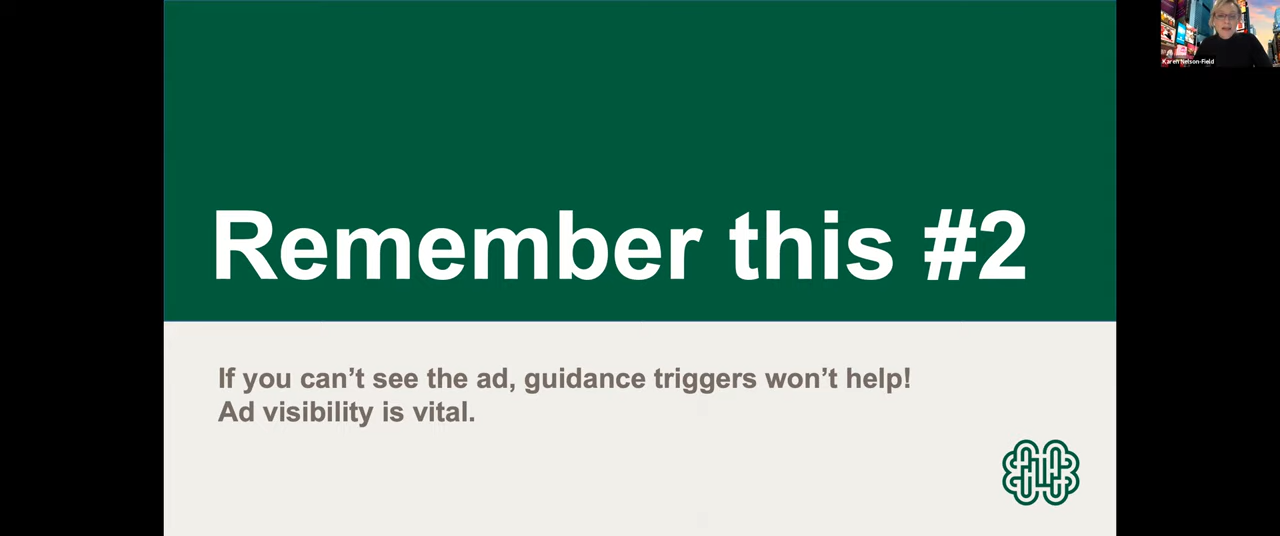 Remember this #2
If you can’t see the ad, guidance triggers won’t help!
Ad visibility is vital.
Karen Nelson-Field